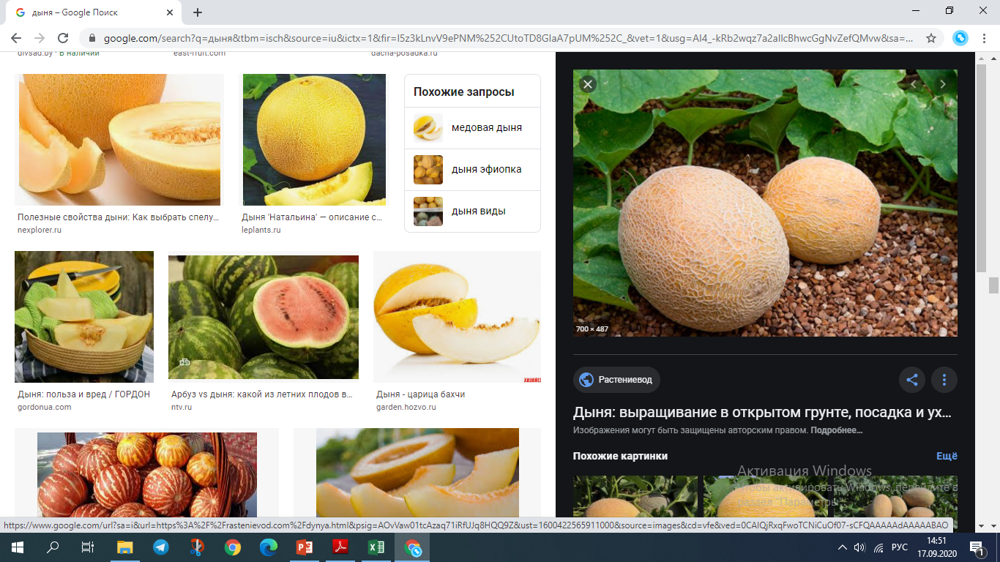 дыня – Google Поиск
google.com/search?q=дыня&tbm=isch&source=iu&ictx=1&fir=I5z3kLnvV9ePNM%252CUtoTD8GlaA7pUM%252C_&vet=1&usg=AI4_-kRb2wqz7a2aIlcBhwcGgNvZefQMvw&sa=...
divsad.by · В наличии
east-fruit.com
dacha-posadka.ru
Похожие запросы
медовая дыня
дыня эфиопка
дыня виды
Полезные свойства дыни: Как выбрать спелу...
nexplorer.ru
Дыня 'Натальина' — описание с...
leplants.ru
Дыня: польза и вред / ГОРДОН
gordonua.com
Арбуз vs дыня: какой из летних плодов в...
ntv.ru
Дыня - царица бахчи
garden.hozvo.ru
700 × 487
Растениевод
Дыня: выращивание в открытом грунте, посадка и ух...
Изображения могут быть защищены авторским правом. Подробнее...
Похожие картинки
Ещё
Активация Windows
Чтобы активировать Windows, перейдите в
раздел "Параметры".
https://www.google.com/url?sa=i&url=https%3A%2F%2Frastenievod.com%2Fdynya.html&psig=AOvVaw01tcAzaq71iRfUJq8HQQ9Z&ust=1600422565911000&source=images&cd=vfe&ved=0CAIQjRxqFwoTCNiCuOf07-sCFQAAAAAdAAAAABAO
РУС
14:51
17.09.2020
1